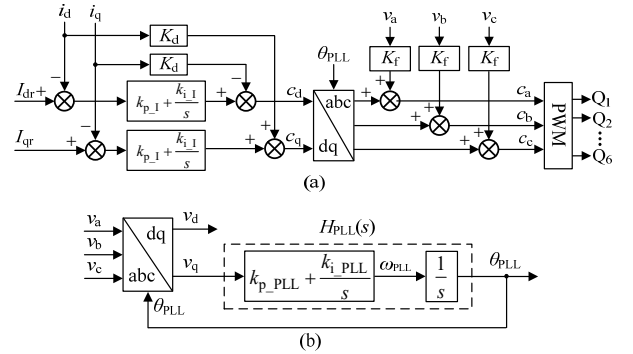 i_d i_q v_a v_b v_c
K_d θ_PLL K_f K_f K_f
K_d
I_dr + − k_p_I + k_i_I/s + − c_d abc + + c_a Q_1
I_qr + − k_p_I + k_i_I/s + + c_q dq + + c_b PWM Q_2
+ + c_c Q_6
(a)
v_a dq v_d H_PLL(s)
v_b v_q k_p_PLL + k_i_PLL/s ω_PLL 1/s θ_PLL
v_c abc
θ_PLL
(b)